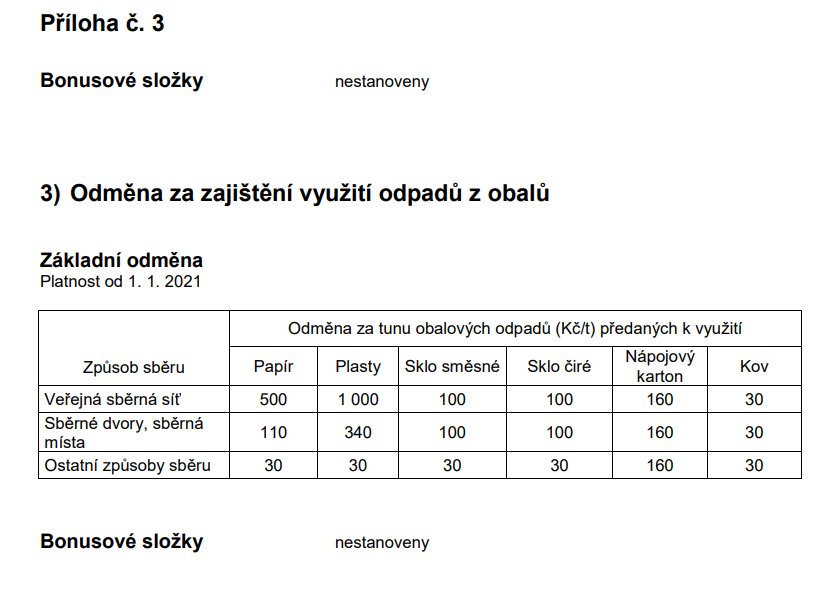 Příloha č. 3
Bonusové složky nestanoveny
3) Odměna za zajištění využití odpadů z obalů
Základní odměna
Platnost od 1. 1. 2021
Odměna za tunu obalových odpadů (Kč/t) předaných k využití
Způsob sběru Papír Plasty Sklo směsné Sklo čiré Nápojový karton Kov
Veřejná sběrná síť 500 1 000 100 100 160 30
Sběrné dvory, sběrná místa 110 340 100 100 160 30
Ostatní způsoby sběru 30 30 30 30 160 30
Bonusové složky nestanoveny